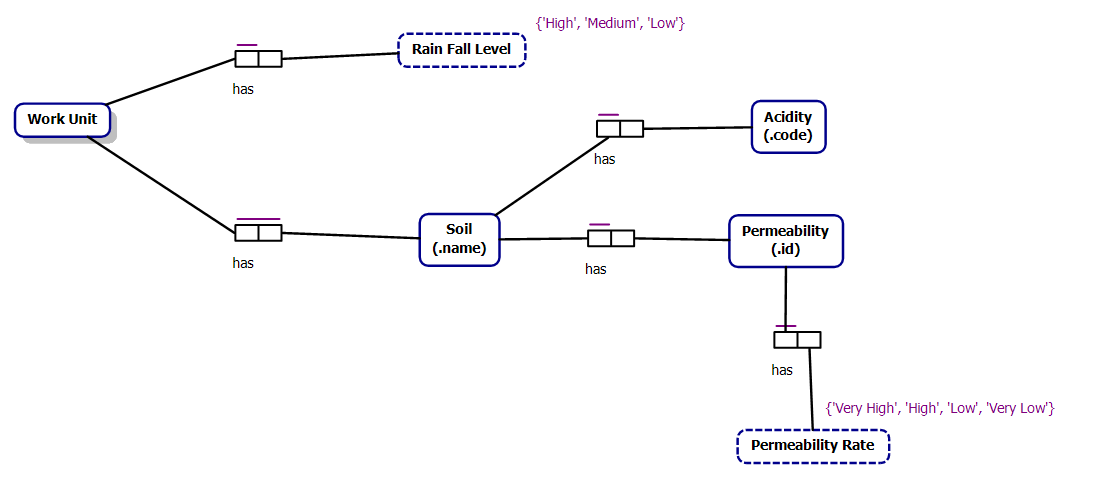 {'High', 'Medium', 'Low'}
Rain Fall Level
has
Work Unit
Acidity
(.code)
has
Soil
(.name)
Permeability
(.id)
has
has
has
{'Very High', 'High', 'Low', 'Very Low'}
Permeability Rate